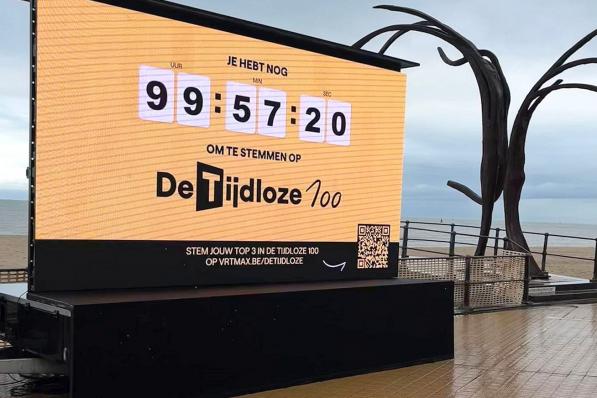 JE HEBT NOG
UUR MIN SEC
99:57:20
OM TE STEMMEN OP
De Tijdloze 100
STEM JOUW TOP 3 IN DE TIJDLOZE 100
OP VRTMAX.BE/DETIJDLOZE